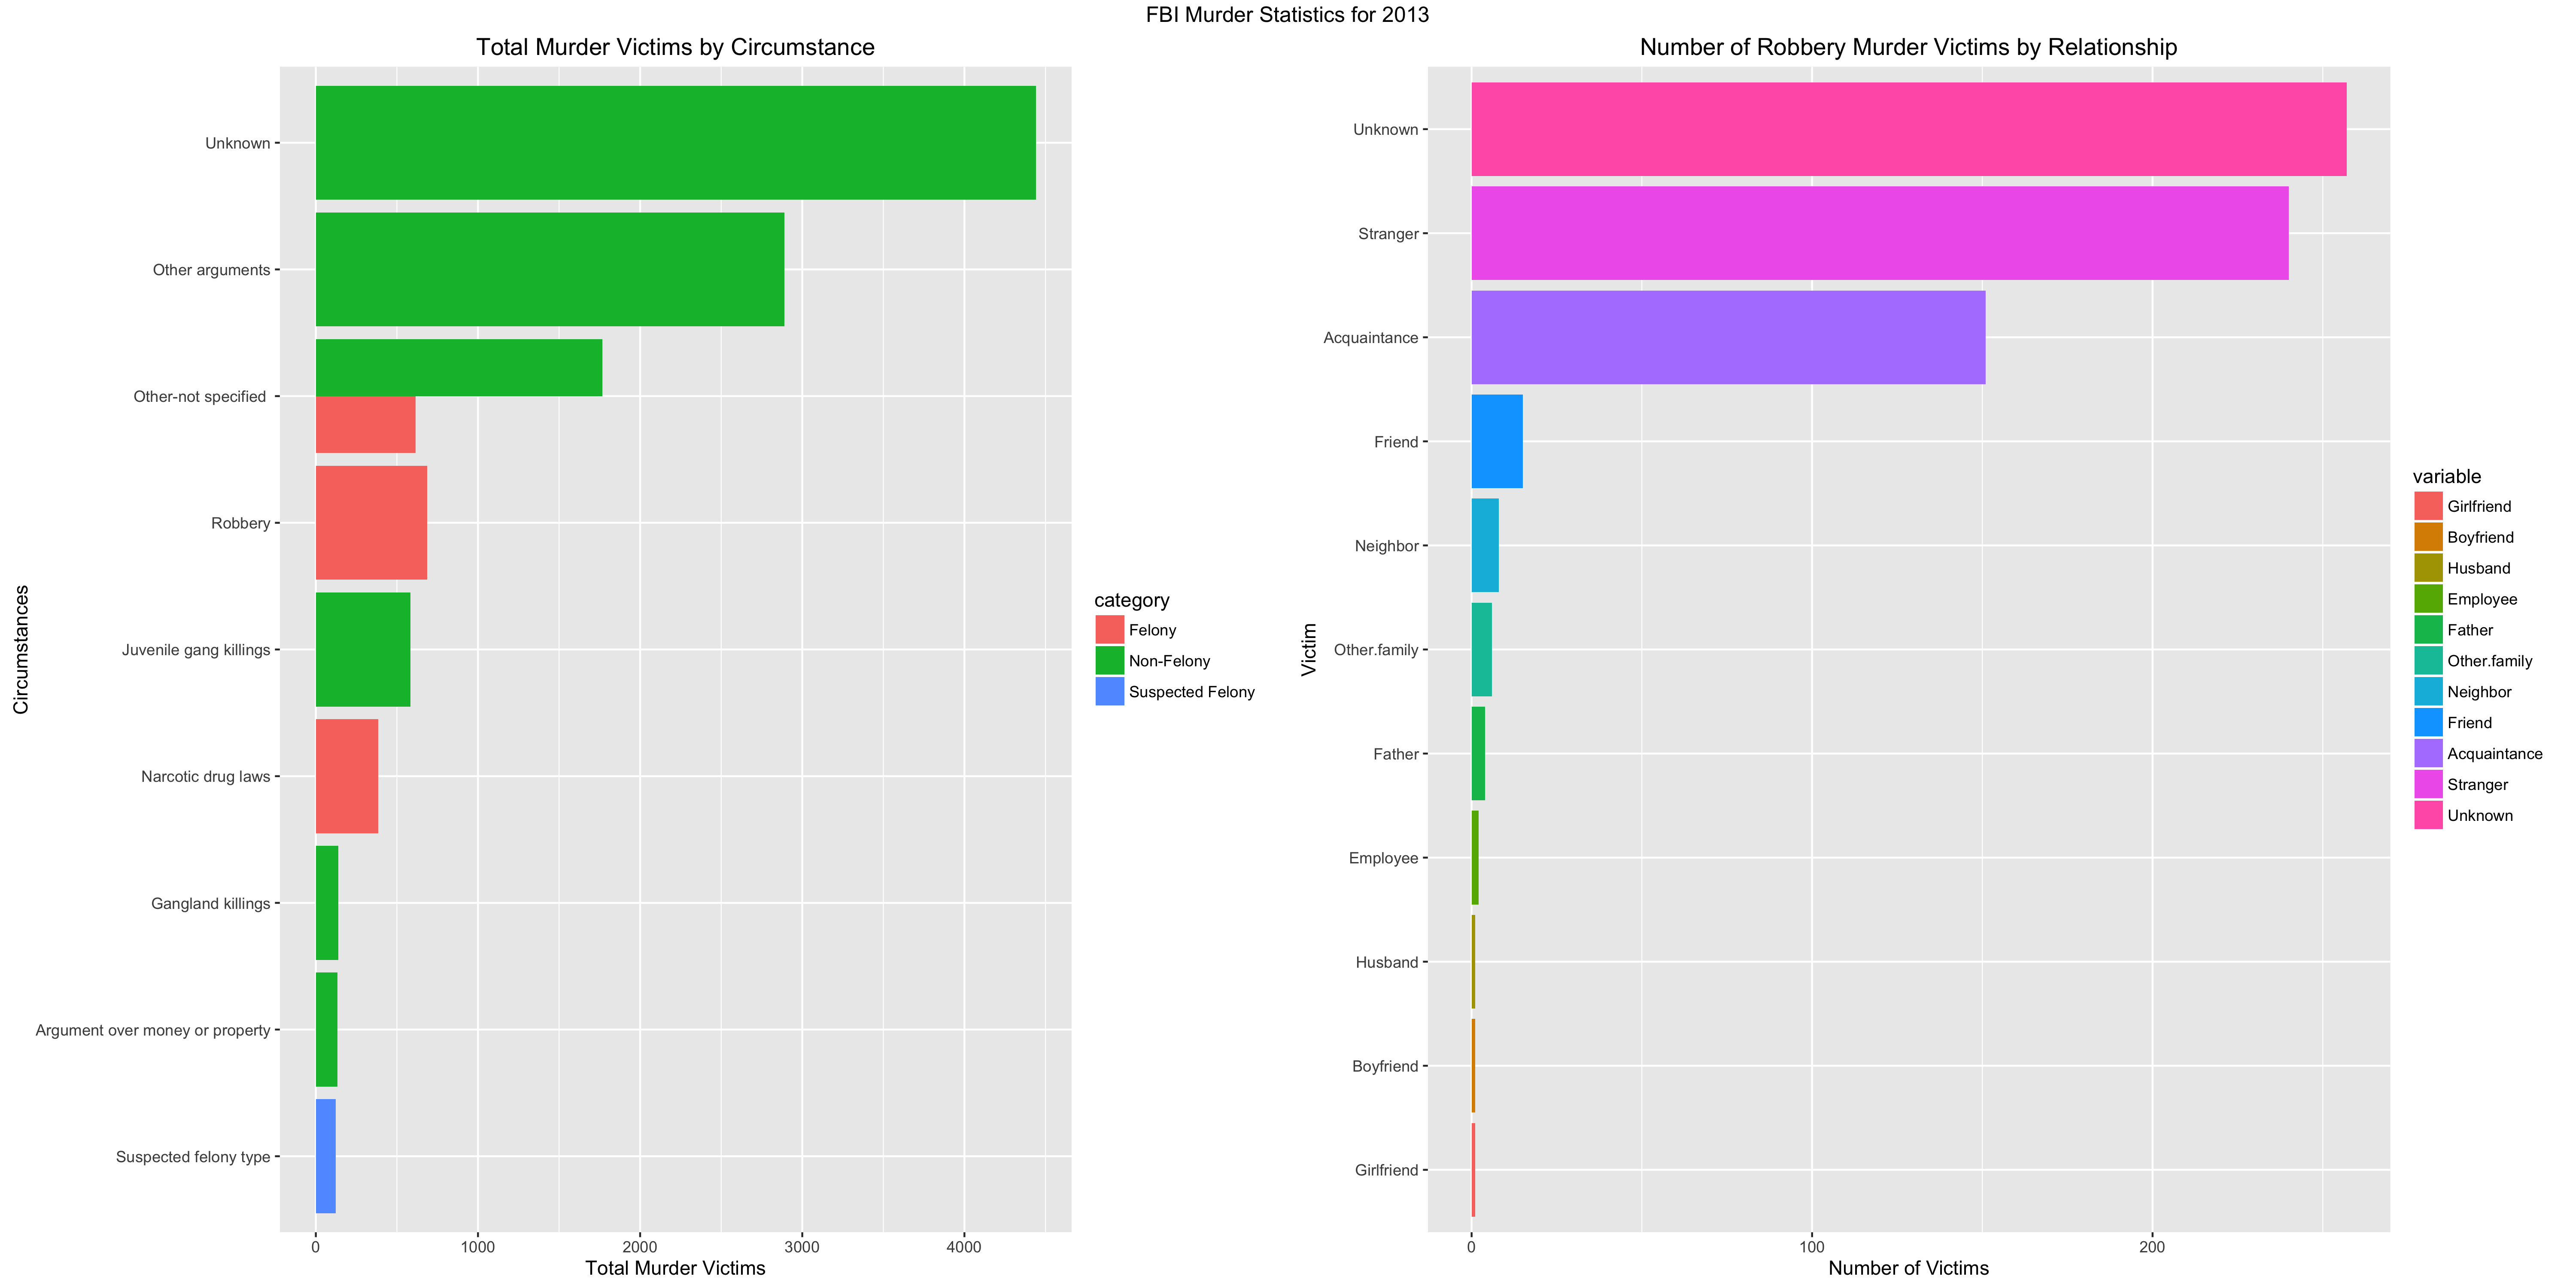 FBI Murder Statistics for 2013
Total Murder Victims by Circumstance
Circumstances
Unknown
Other arguments
Other-not specified
Robbery
Juvenile gang killings
Narcotic drug laws
Gangland killings
Argument over money or property
Suspected felony type
0 1000 2000 3000 4000
Total Murder Victims
category
Felony
Non-Felony
Suspected Felony
Number of Robbery Murder Victims by Relationship
Victim
Unknown
Stranger
Acquaintance
Friend
Neighbor
Other.family
Father
Employee
Husband
Boyfriend
Girlfriend
0 100 200
Number of Victims
variable
Girlfriend
Boyfriend
Husband
Employee
Father
Other.family
Neighbor
Friend
Acquaintance
Stranger
Unknown